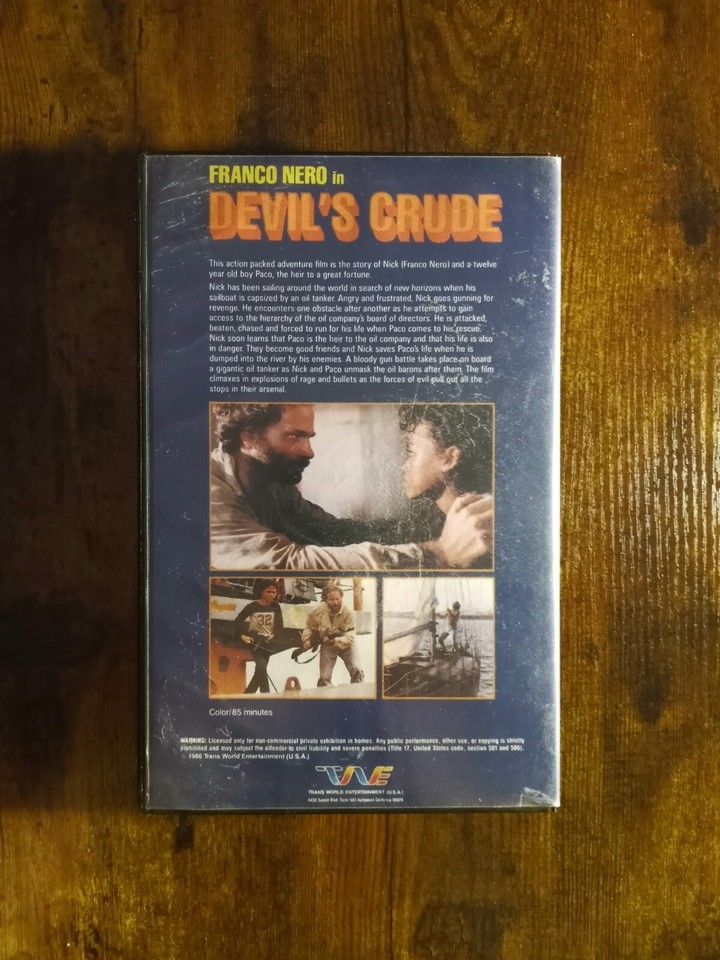 FRANCO NERO in
DEVIL'S CRUDE
This action packed adventure film is the story of Nick (Franco Nero) and a twelve
year old boy Paco, the heir to a great fortune.
Nick has been sailing around the world in search of new horizons when his
sailboat is capsized by an oil tanker. Angry and frustrated, Nick goes gunning for
revenge. He encounters one obstacle after another as he attempts to gain
access to the hierarchy of the oil company's board of directors. He is attacked,
beaten, chased and forced to run for his life when Paco comes to his rescue.
Nick soon learns that Paco is the heir to the oil company and that his life is also
in danger. They become good friends and Nick saves Paco's life when he is
dumped into the river by his enemies. A bloody gun battle takes place on board
a gigantic oil tanker as Nick and Paco unmask the oil barons after them. The film
climaxes in explosions of rage and bullets as the forces of evil pull out all the
stops in their arsenal.
32
Color/85 minutes
WARNING: Licensed only for non-commercial private exhibition in homes. Any public performance, other use, or copying is strictly
prohibited and may subject the offender to civil liability and severe penalties (Title 17, United States code, section 501 and 506).
1986 Trans World Entertainment (U.S.A.)
TWE
TRANS WORLD ENTERTAINMENT (U.S.A.)
Sunset Blvd. Suite Hollywood California